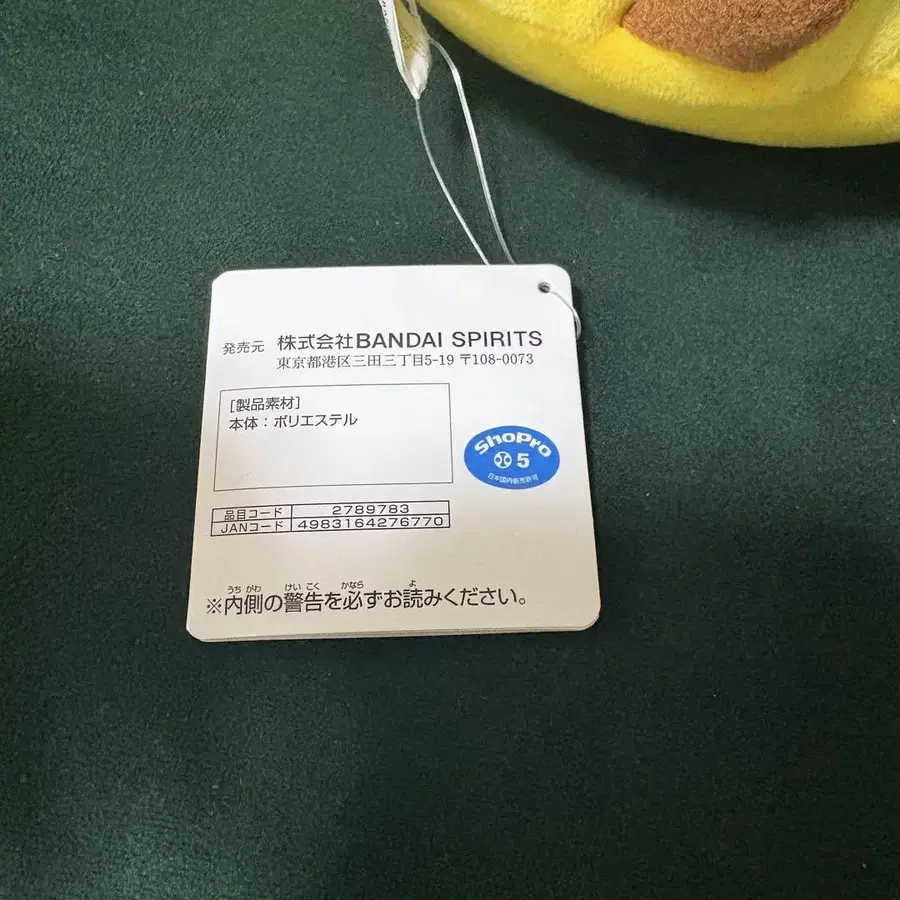 発売元 株式会社BANDAI SPIRITS
東京都港区三田三丁目5-19 〒108-0073
[製品素材]
本体：ポリエステル
ShoPro
5
日本国内販売許可
品目コード 2789783
JANコード 4983164276770
うちがわ けいこく かなら よ
※内側の警告を必ずお読みください。